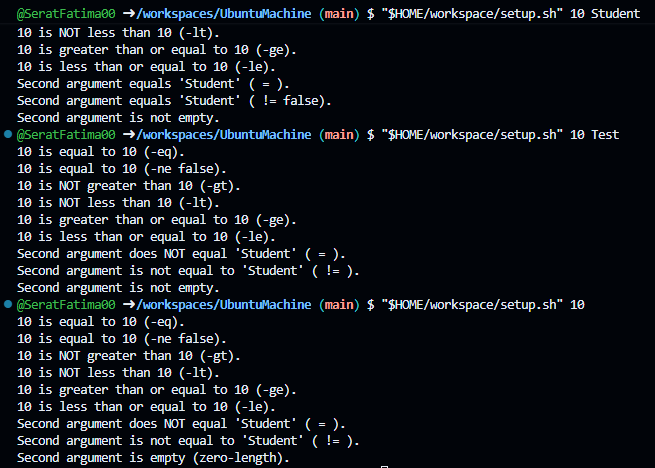 @SeratFatima00 ➜/workspaces/UbuntuMachine (main) $ "$HOME/workspace/setup.sh" 10 Student
10 is NOT less than 10 (-lt).
10 is greater than or equal to 10 (-ge).
10 is less than or equal to 10 (-le).
Second argument equals 'Student' ( = ).
Second argument equals 'Student' ( != false).
Second argument is not empty.
@SeratFatima00 ➜/workspaces/UbuntuMachine (main) $ "$HOME/workspace/setup.sh" 10 Test
10 is equal to 10 (-eq).
10 is equal to 10 (-ne false).
10 is NOT greater than 10 (-gt).
10 is NOT less than 10 (-lt).
10 is greater than or equal to 10 (-ge).
10 is less than or equal to 10 (-le).
Second argument does NOT equal 'Student' ( = ).
Second argument is not equal to 'Student' ( != ).
Second argument is not empty.
@SeratFatima00 ➜/workspaces/UbuntuMachine (main) $ "$HOME/workspace/setup.sh" 10
10 is equal to 10 (-eq).
10 is equal to 10 (-ne false).
10 is NOT greater than 10 (-gt).
10 is NOT less than 10 (-lt).
10 is greater than or equal to 10 (-ge).
10 is less than or equal to 10 (-le).
Second argument does NOT equal 'Student' ( = ).
Second argument is not equal to 'Student' ( != ).
Second argument is empty (zero-length).